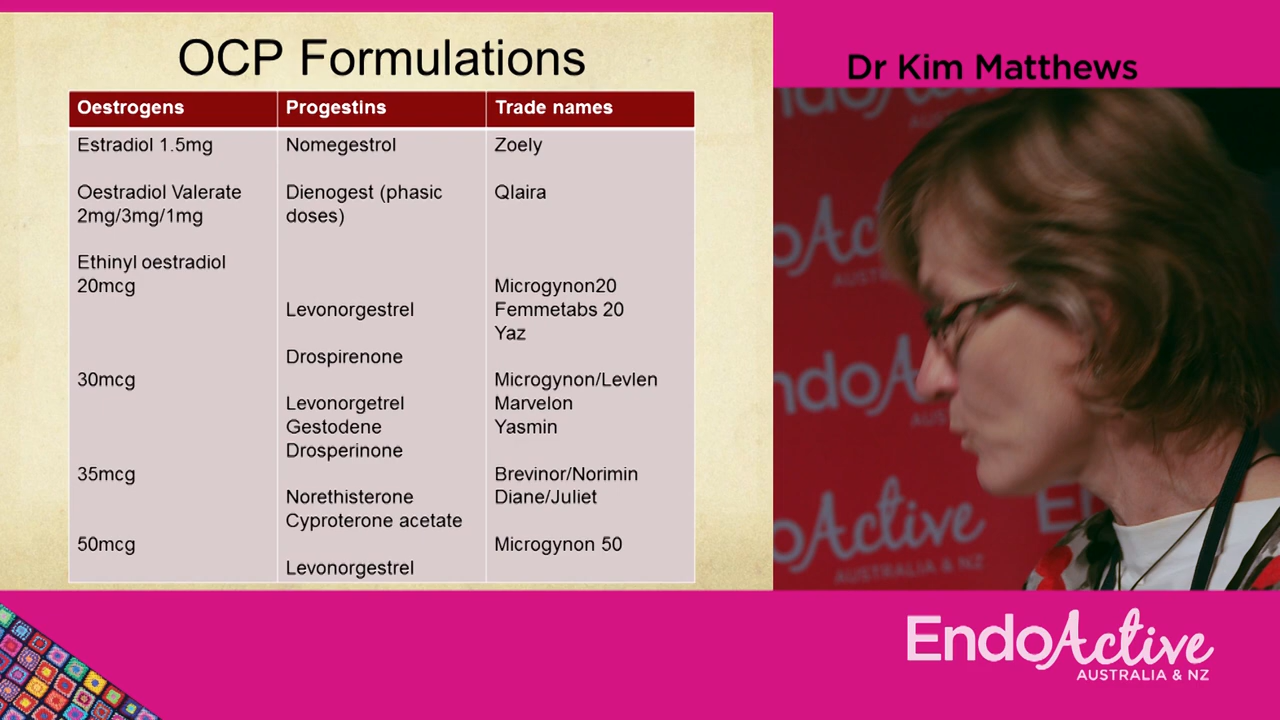 OCP Formulations
Dr Kim Matthews
Oestrogens Progestins Trade names
Estradiol 1.5mg Nomegestrol Zoely
Oestradiol Valerate Dienogest (phasic Qlaira
2mg/3mg/1mg doses)
Ethinyl oestradiol
20mcg Microgynon20
Levonorgestrel Femmetabs 20
Yaz
Drospirenone
30mcg Microgynon/Levlen
Levonorgetrel Marvelon
Gestodene Yasmin
Drosperinone
35mcg Brevinor/Norimin
Norethisterone Diane/Juliet
Cyproterone acetate
50mcg Microgynon 50
Levonorgestrel
EndoActive
AUSTRALIA & NZ